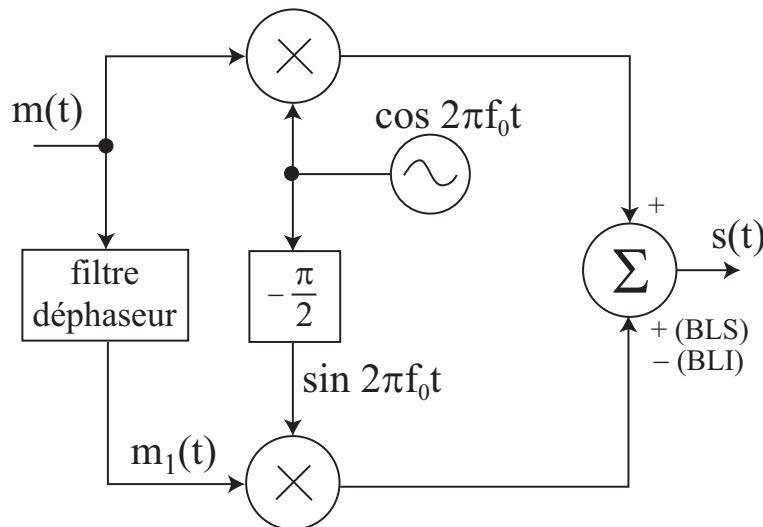 m(t)
cos 2πf₀t
+
filtre
déphaseur
− π/2
Σ
s(t)
+ (BLS)
− (BLI)
sin 2πf₀t
m₁(t)